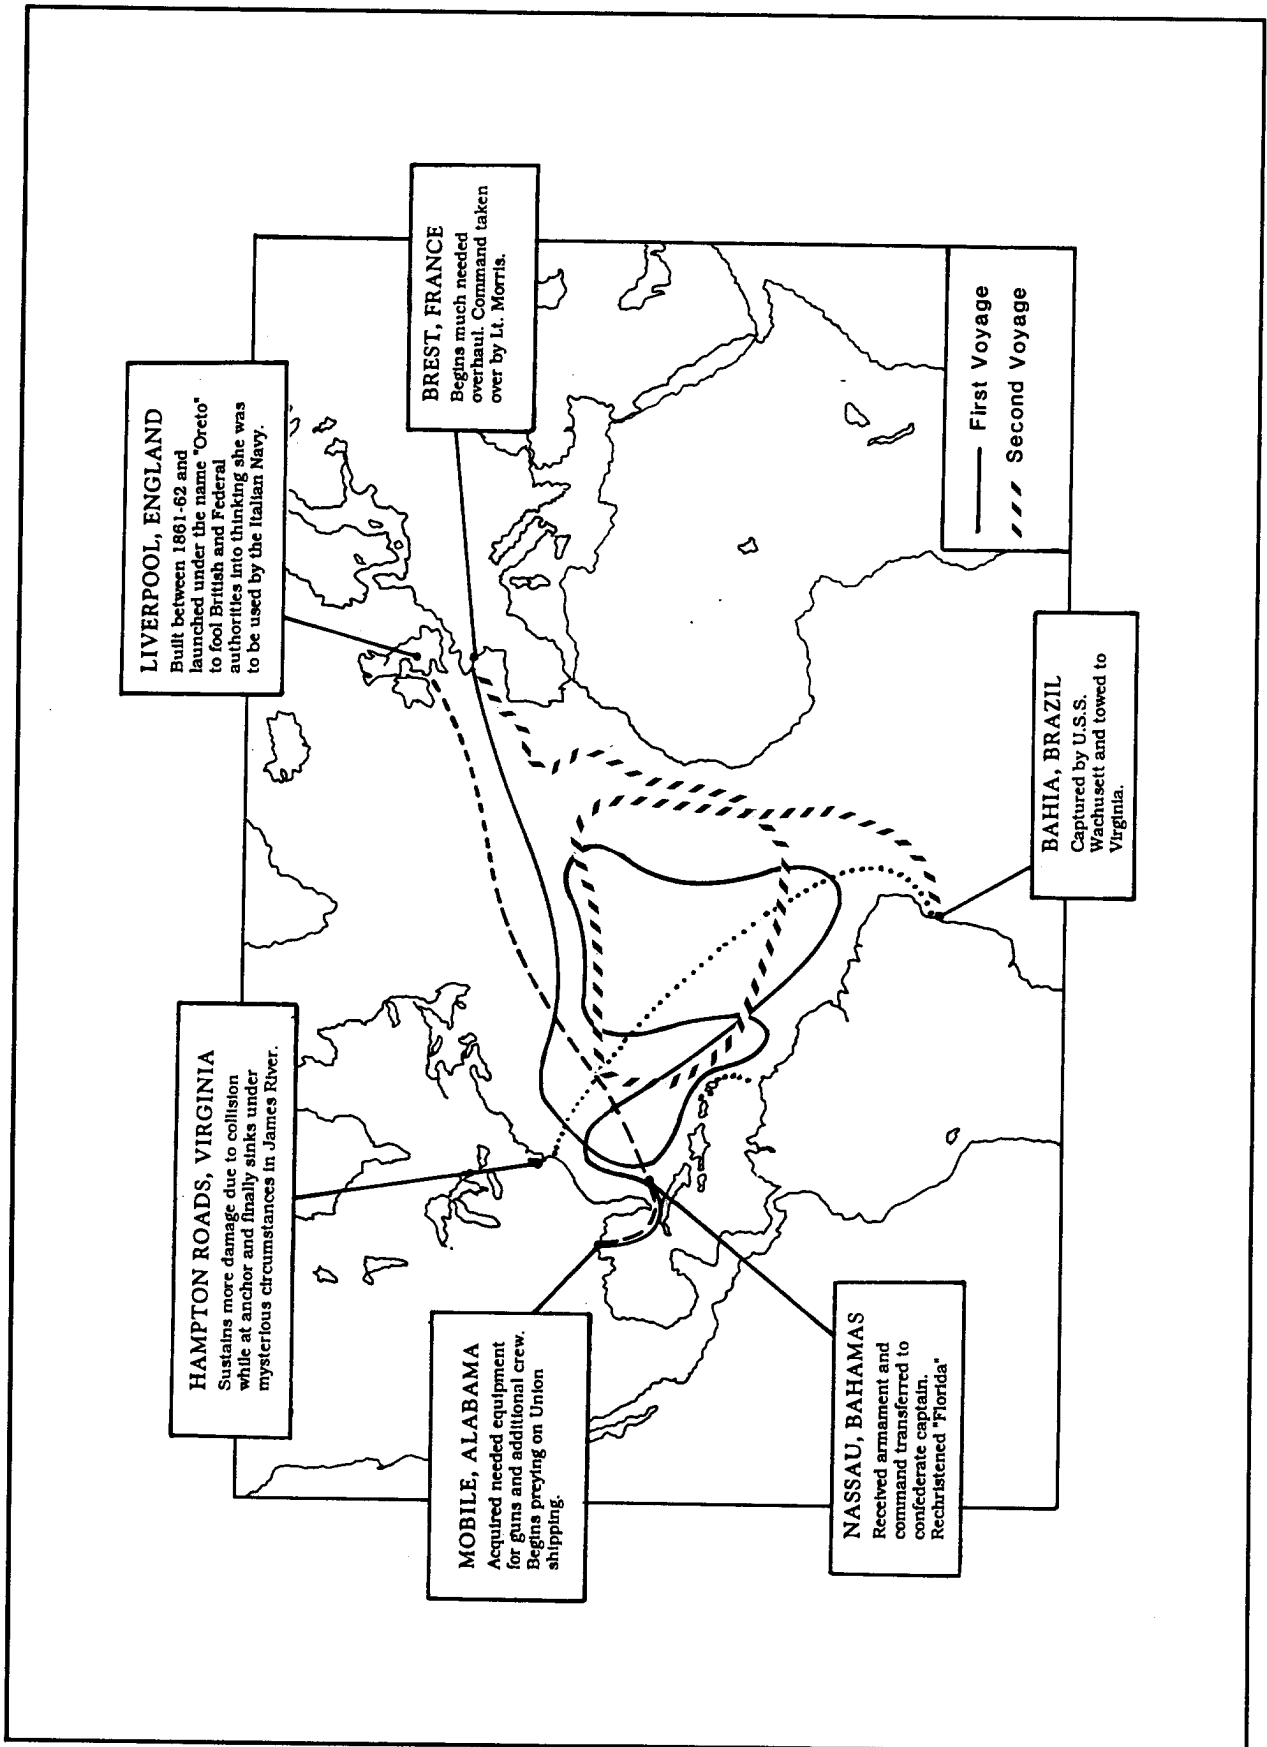 LIVERPOOL, ENGLAND
Built between 1861-62 and
launched under the name "Oreto"
to fool British and Federal
authorities into thinking she was
to be used by the Italian Navy.
HAMPTON ROADS, VIRGINIA
Sustains more damage due to collision
while at anchor and finally sinks under
mysterious circumstances in James River.
BREST, FRANCE
Begins much needed
overhaul. Command taken
over by Lt. Morris.
MOBILE, ALABAMA
Acquired needed equipment
for guns and additional crew.
Begins preying on Union
shipping.
NASSAU, BAHAMAS
Received armament and
command transferred to
confederate captain.
Rechristened "Florida"
BAHIA, BRAZIL
Captured by U.S.S.
Wachusett and towed to
Virginia.
First Voyage
Second Voyage